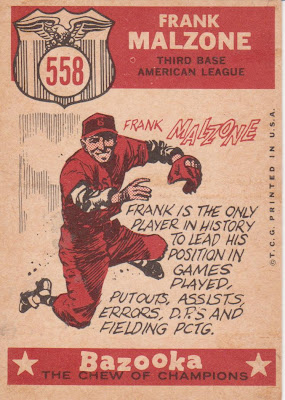 FRANK
MALZONE
THIRD BASE
AMERICAN LEAGUE
558
FRANK MALZONE
FRANK IS THE ONLY
PLAYER IN HISTORY
TO LEAD HIS
POSITION IN
GAMES
PLAYED,
PUTOUTS, ASSISTS,
ERRORS, D.P.S AND
FIELDING PCTG.
©T.C.G. PRINTED IN U.S.A.
Bazooka
THE CHEW OF CHAMPIONS